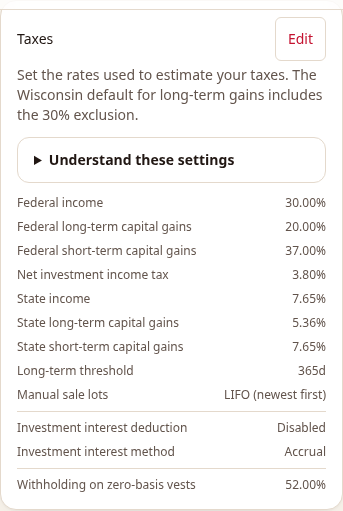 Taxes Edit
Set the rates used to estimate your taxes. The
Wisconsin default for long-term gains includes
the 30% exclusion.
▶ Understand these settings
Federal income 30.00%
Federal long-term capital gains 20.00%
Federal short-term capital gains 37.00%
Net investment income tax 3.80%
State income 7.65%
State long-term capital gains 5.36%
State short-term capital gains 7.65%
Long-term threshold 365d
Manual sale lots LIFO (newest first)
Investment interest deduction Disabled
Investment interest method Accrual
Withholding on zero-basis vests 52.00%